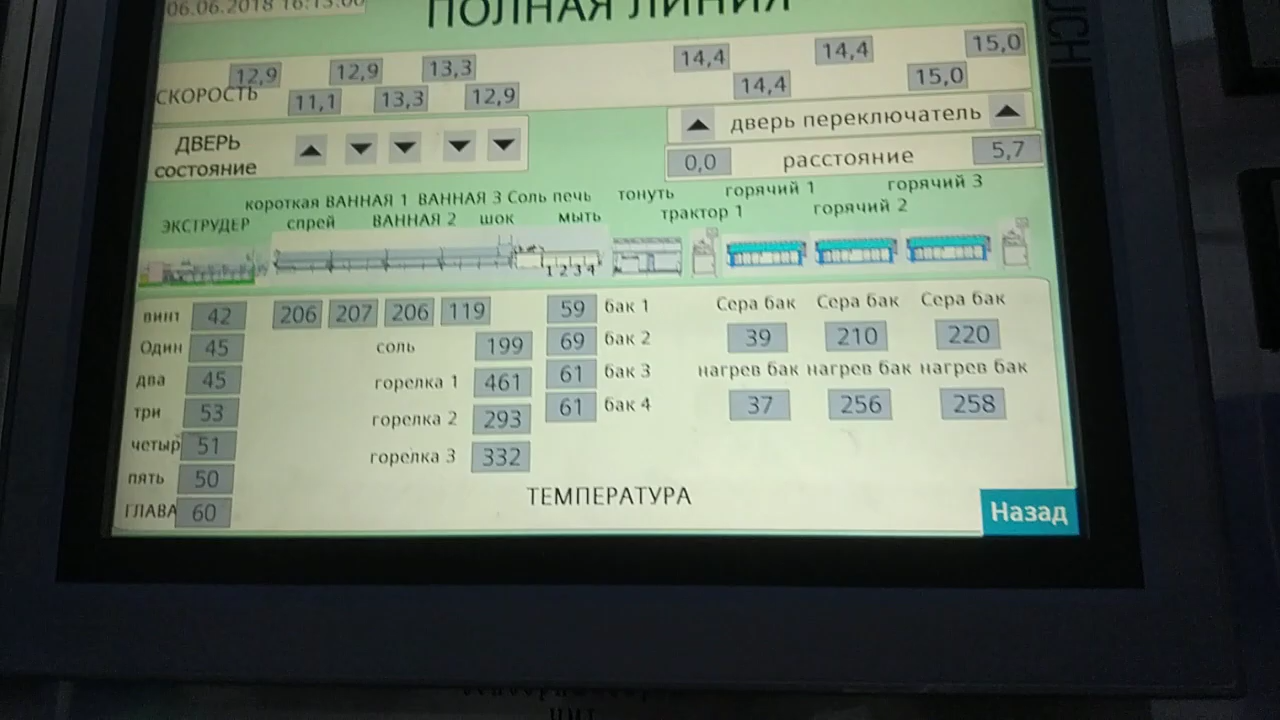 06.06.2018 16:13:00
ПОЛНАЯ ЛИНИЯ
UCH
12,9 12,9 13,3 14,4 14,4 15,0
СКОРОСТЬ 11,1 13,3 12,9 14,4 15,0
ДВЕРЬ
состояние
дверь переключатель
0,0 расстояние 5,7
короткая ВАННАЯ 1 ВАННАЯ 3 Соль печь тонуть горячий 1 горячий 3
ЭКСТРУДЕР спрей ВАННАЯ 2 шок мыть трактор 1 горячий 2
1 2 3 4
винт 42 206 207 206 119 59 бак 1 Сера бак Сера бак Сера бак
Один 45 соль 199 69 бак 2 39 210 220
два 45 горелка 1 461 61 бак 3 нагрев бак нагрев бак нагрев бак
три 53 горелка 2 293 61 бак 4 37 256 258
четыр 51 горелка 3 332
пять 50
ГЛАВА 60
ТЕМПЕРАТУРА
Назад